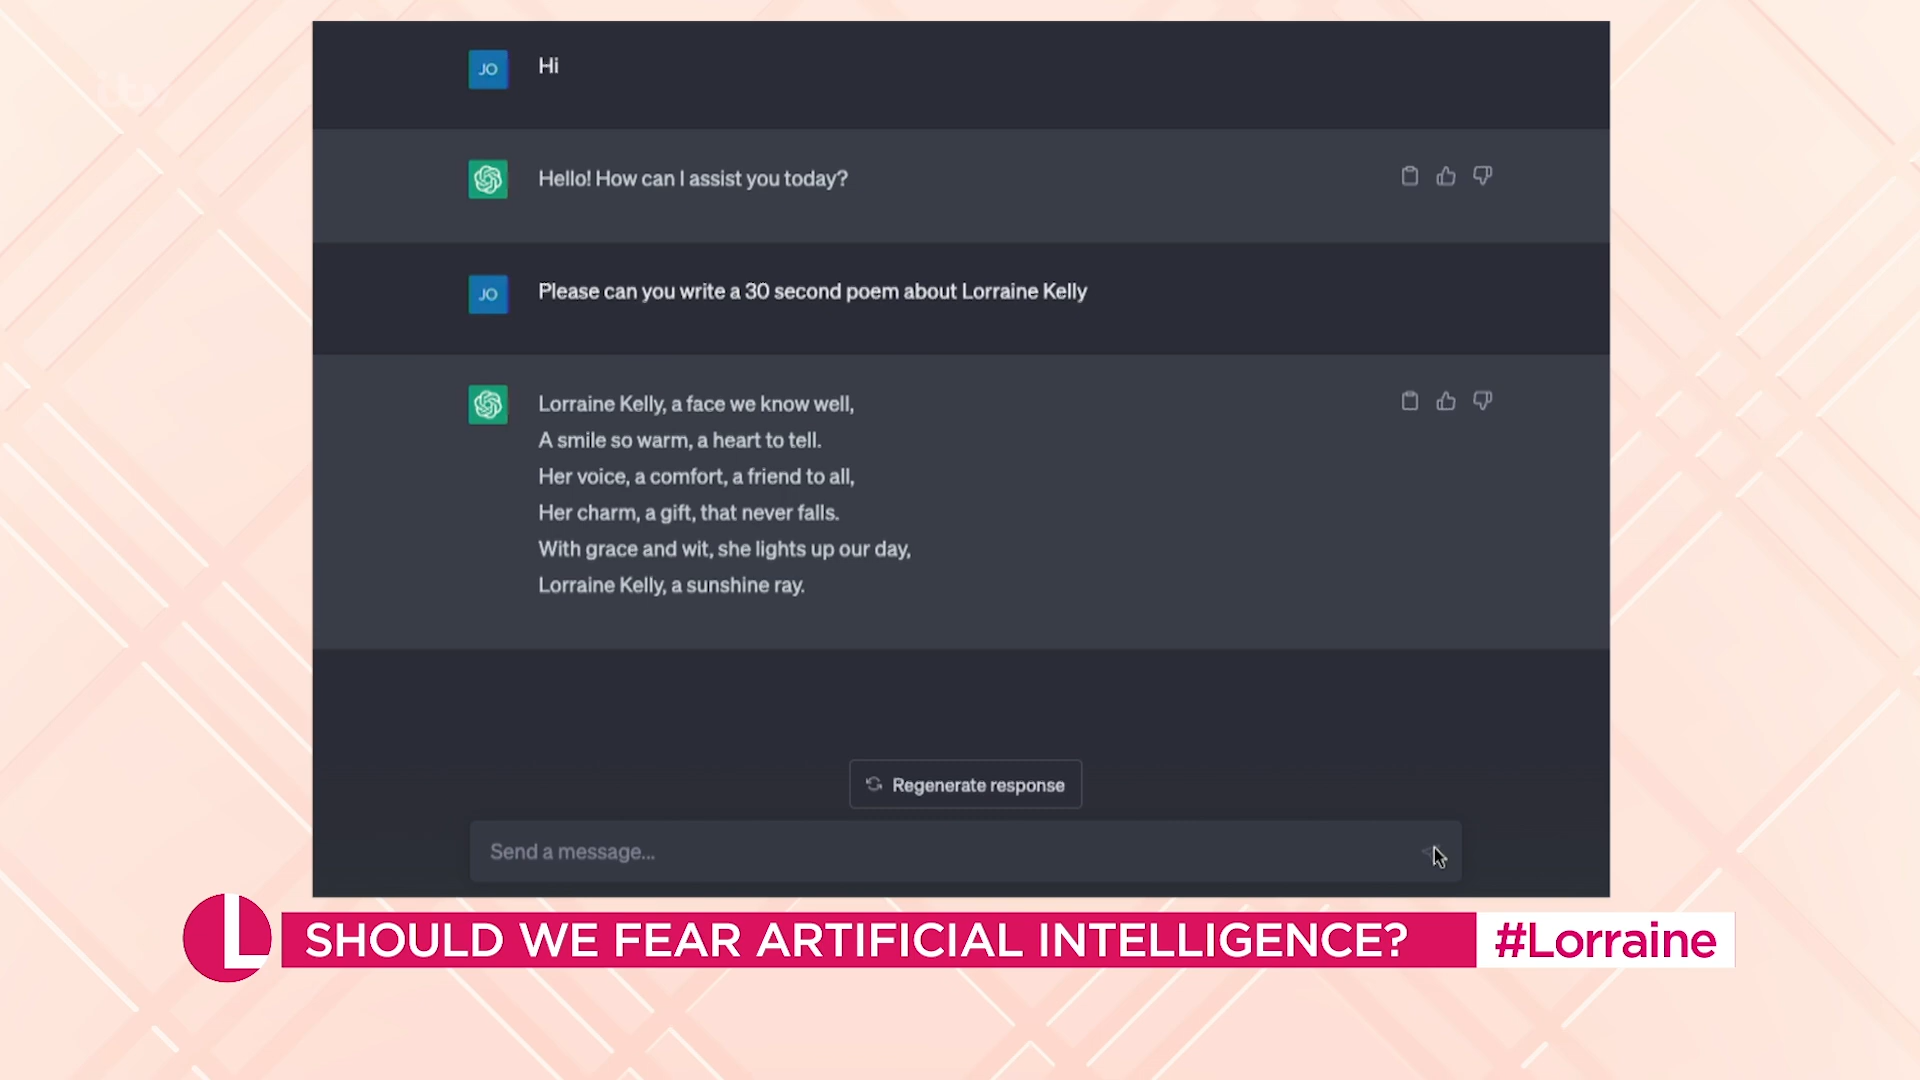 itv
JO
Hi
Hello! How can I assist you today?
JO
Please can you write a 30 second poem about Lorraine Kelly
Lorraine Kelly, a face we know well,
A smile so warm, a heart to tell.
Her voice, a comfort, a friend to all,
Her charm, a gift, that never falls.
With grace and wit, she lights up our day,
Lorraine Kelly, a sunshine ray.
Regenerate response
Send a message...
L SHOULD WE FEAR ARTIFICIAL INTELLIGENCE? #Lorraine